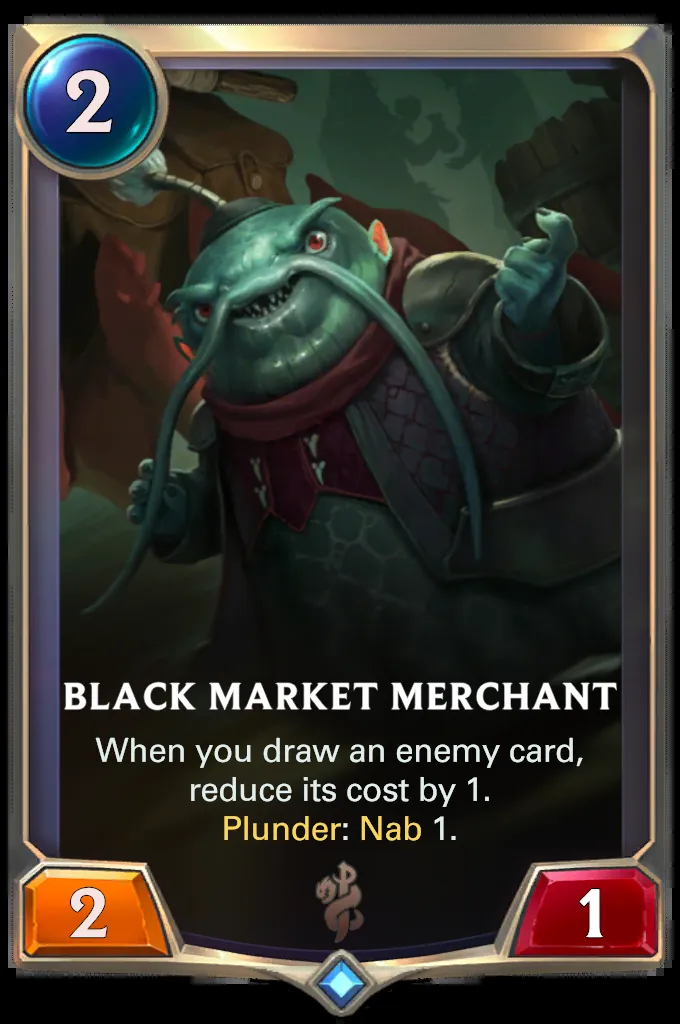 2
BLACK MARKET MERCHANT
When you draw an enemy card,
reduce its cost by 1.
Plunder: Nab 1.
2
1